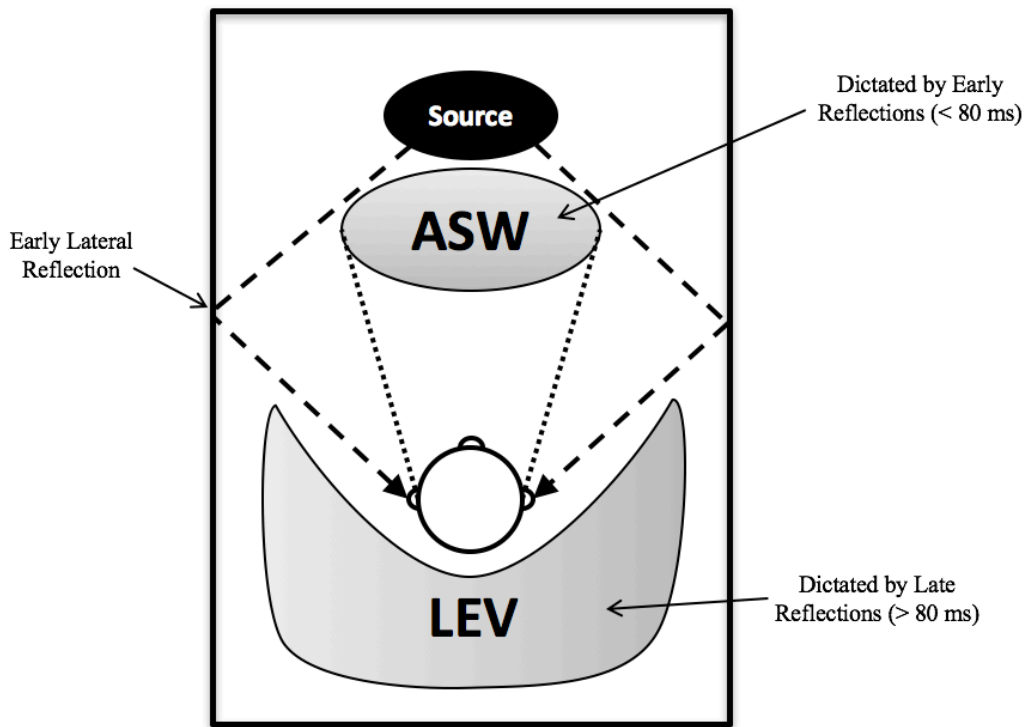 Source
Dictated by Early
Reflections (< 80 ms)
ASW
Early Lateral
Reflection
Dictated by Late
Reflections (> 80 ms)
LEV